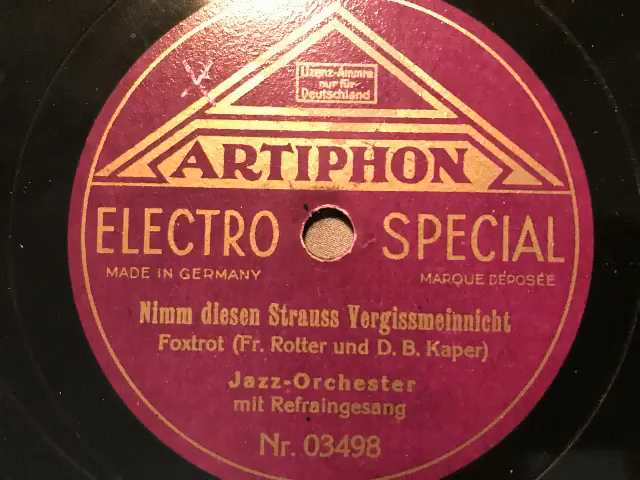 Lizenz-Ammre
nur für
Deutschland
ARTIPHON
ELECTRO SPECIAL
MADE IN GERMANY MARQUE DÉPOSÉE
Nimm diesen Strauss Vergissmeinnicht
Foxtrot (Fr. Rotter und D. B. Kaper)
Jazz-Orchester
mit Refraingesang
Nr. 03498